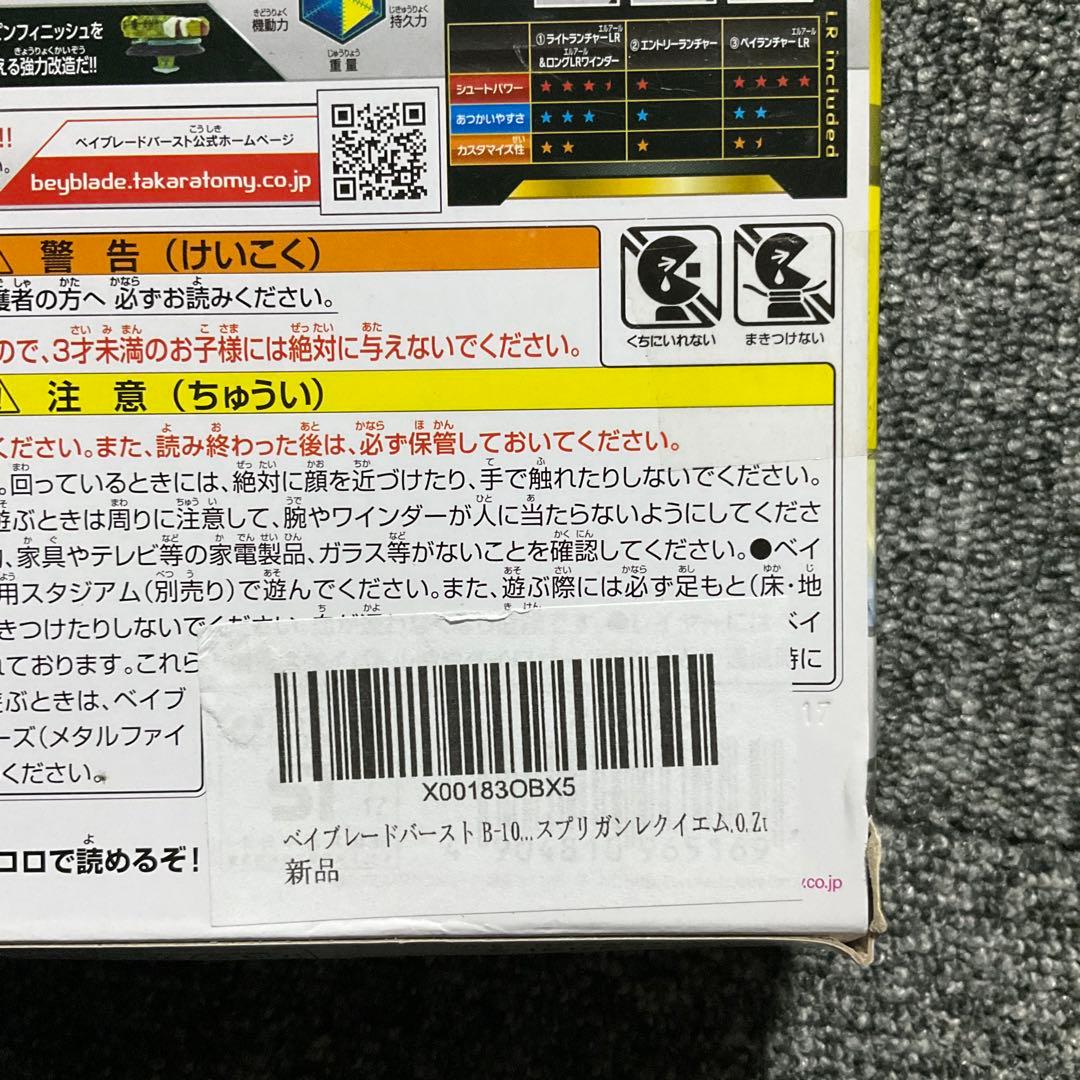 ピンフィニッシュを
える強力改造だ!!
機動力
持久力
重量
①ライトランチャーLR
&ロングLRワインダー
②エントリーランチャー
③ベイランチャーLR
シュートパワー
あつかいやすさ
カスタマイズ性
LR included
ベイブレードバースト公式ホームページ
beyblade.takaratomy.co.jp
警告(けいこく)
護者の方へ 必ずお読みください。
ので、3才未満のお子様には絶対に与えないでください。
くちにいれない
まきつけない
注意(ちゅうい)
ください。また、読み終わった後は、必ず保管しておいてください。
。回っているときには、絶対に顔を近づけたり、手で触れたりしないでください。
遊ぶときは周りに注意して、腕やワインダーが人に当たらないようにしてくださ
、家具やテレビ等の家電製品、ガラス等がないことを確認してください。●ベイ
用スタジアム(別売り)で遊んでください。また、遊ぶ際には必ず足もと(床・地
きつけたりしないでください
ベイ
れております。これら
特に
遊ぶときは、ベイブ
ーズ(メタルファイ
ください。
17
コロで読めるぞ!
X00183OBX5
ベイブレードバースト B-10...スプリガンレクイエム.0.Zt
新品
y.co.jp